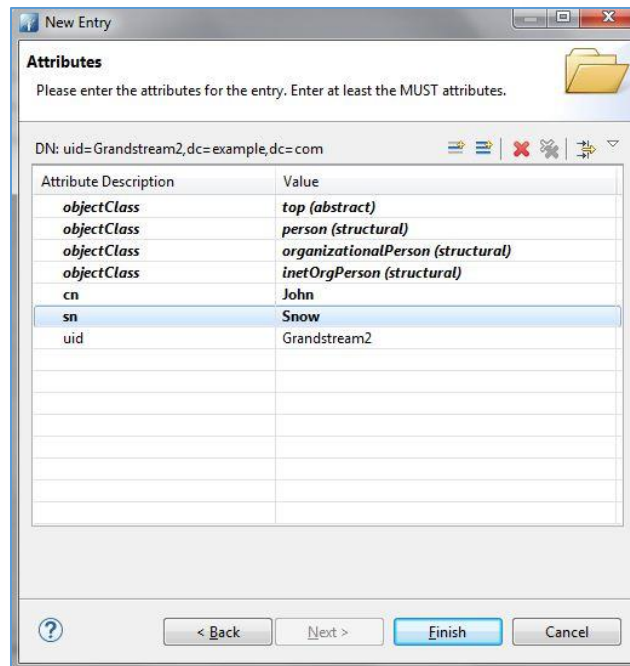 New Entry
Attributes
Please enter the attributes for the entry. Enter at least the MUST attributes.
DN: uid=Grandstream2,dc=example,dc=com
Attribute Description Value
objectClass top (abstract)
objectClass person (structural)
objectClass organizationalPerson (structural)
objectClass inetOrgPerson (structural)
cn John
sn Snow
uid Grandstream2
? < Back Next > Finish Cancel